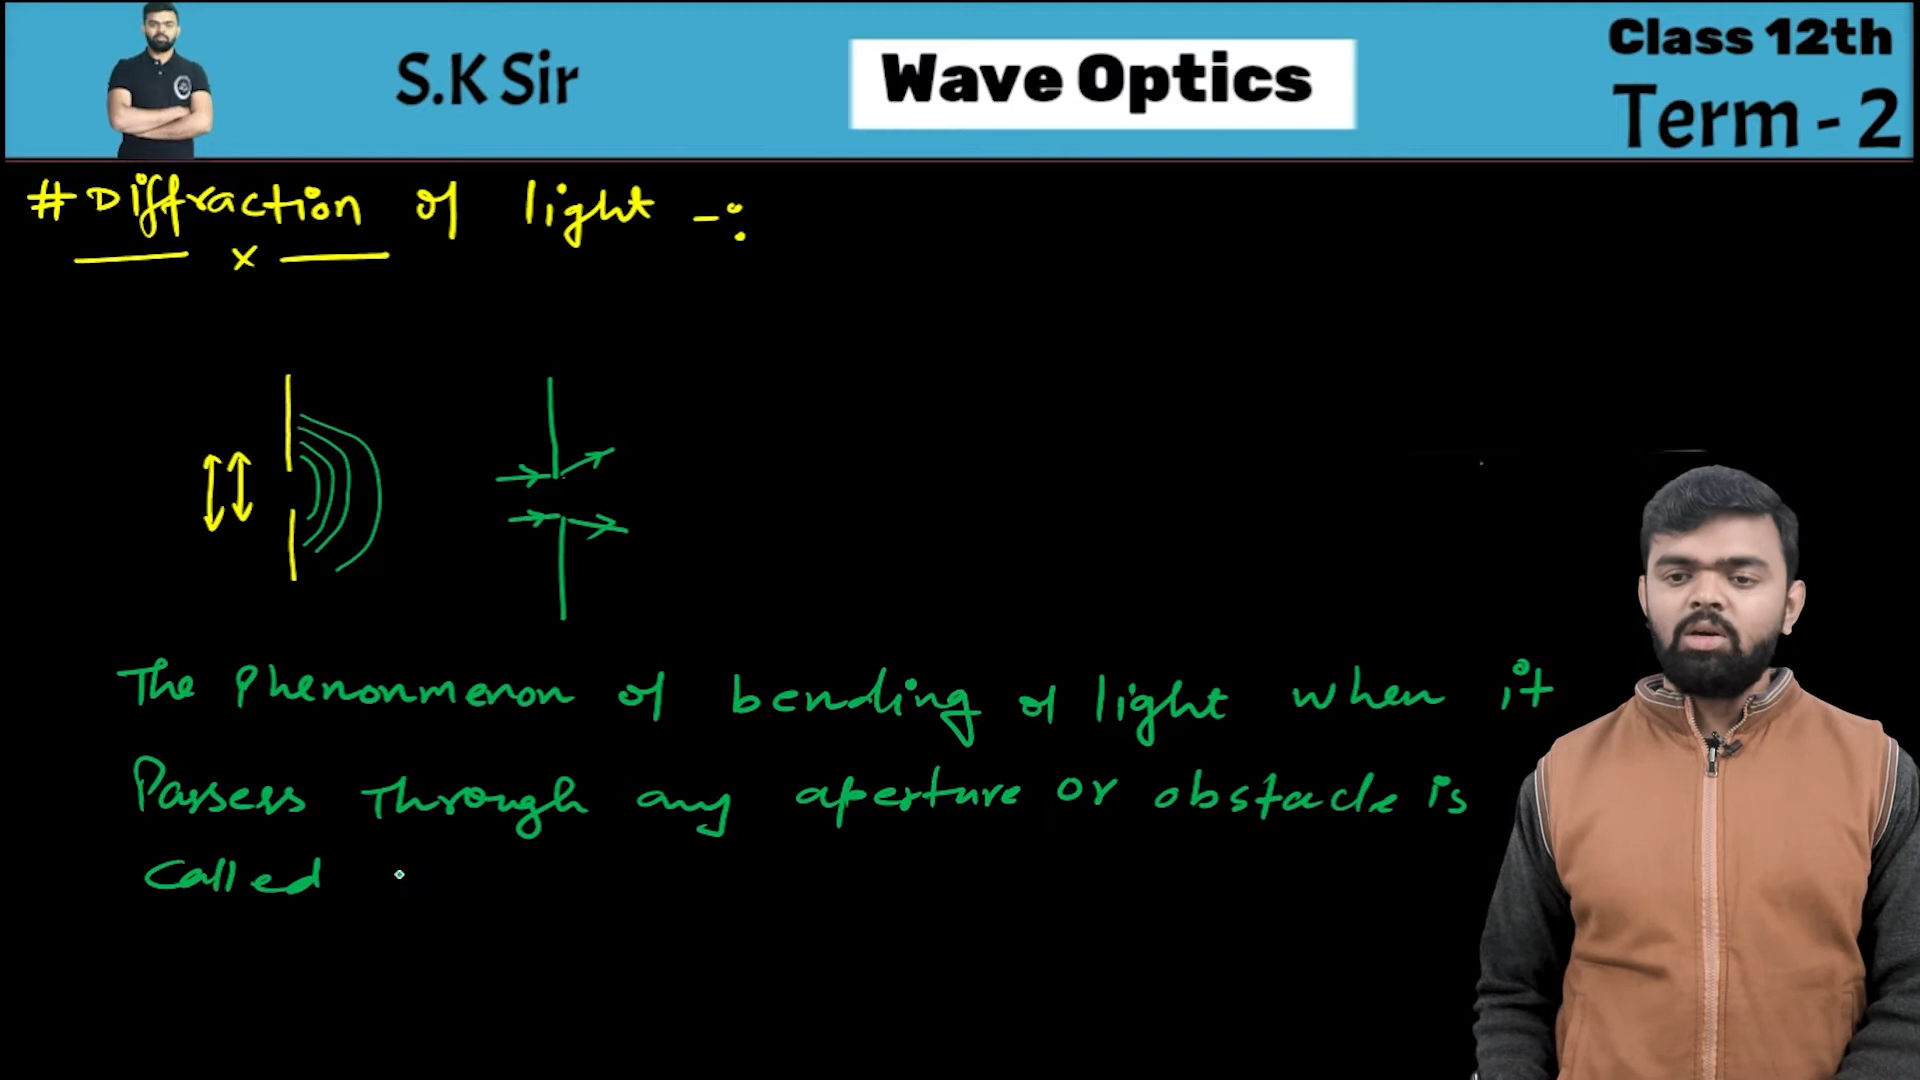 S.K Sir
Wave Optics
Class 12th
Term - 2
# Diffraction of light -:
x
The Phenonmenon of bending of light when it
Passess through any aperture or obstacle is
Called